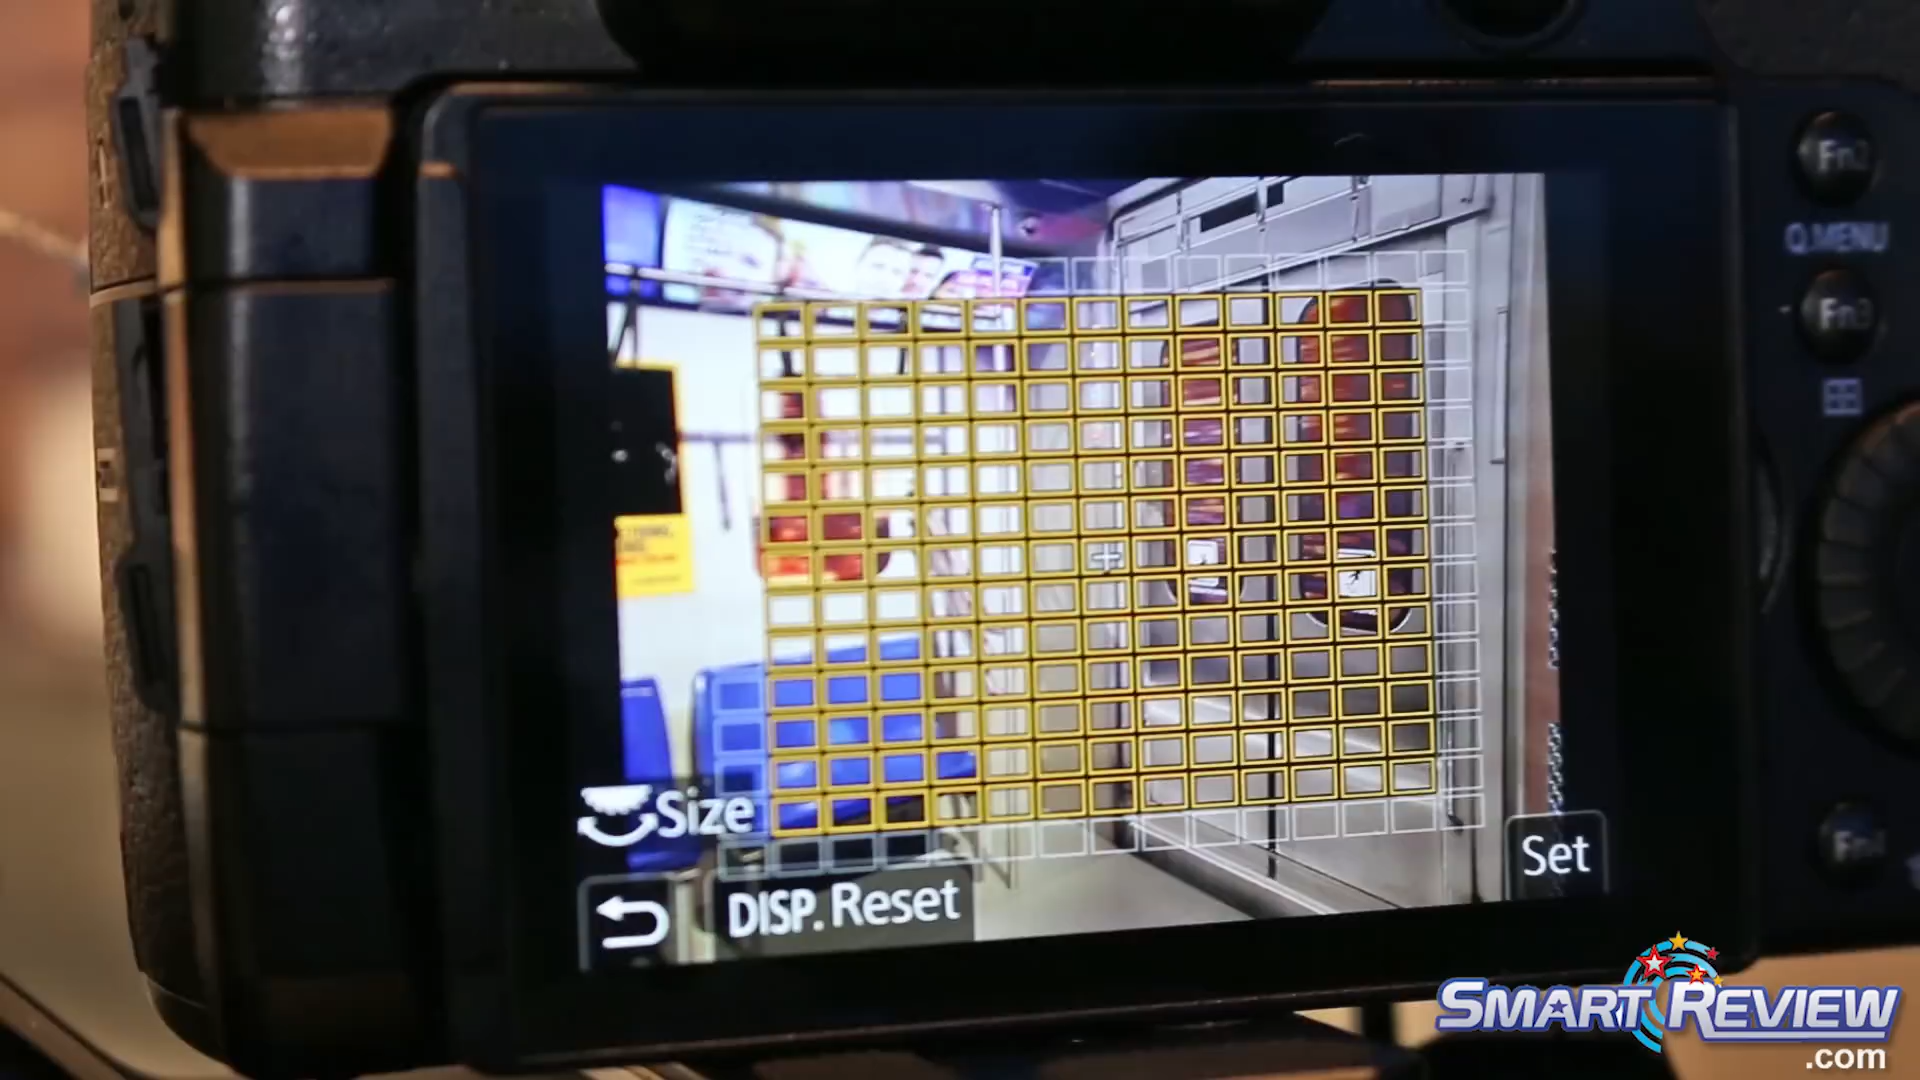 Fn2
Q.MENU
Fn3
Size
Set
DISP. Reset
SMART REVIEW
.com